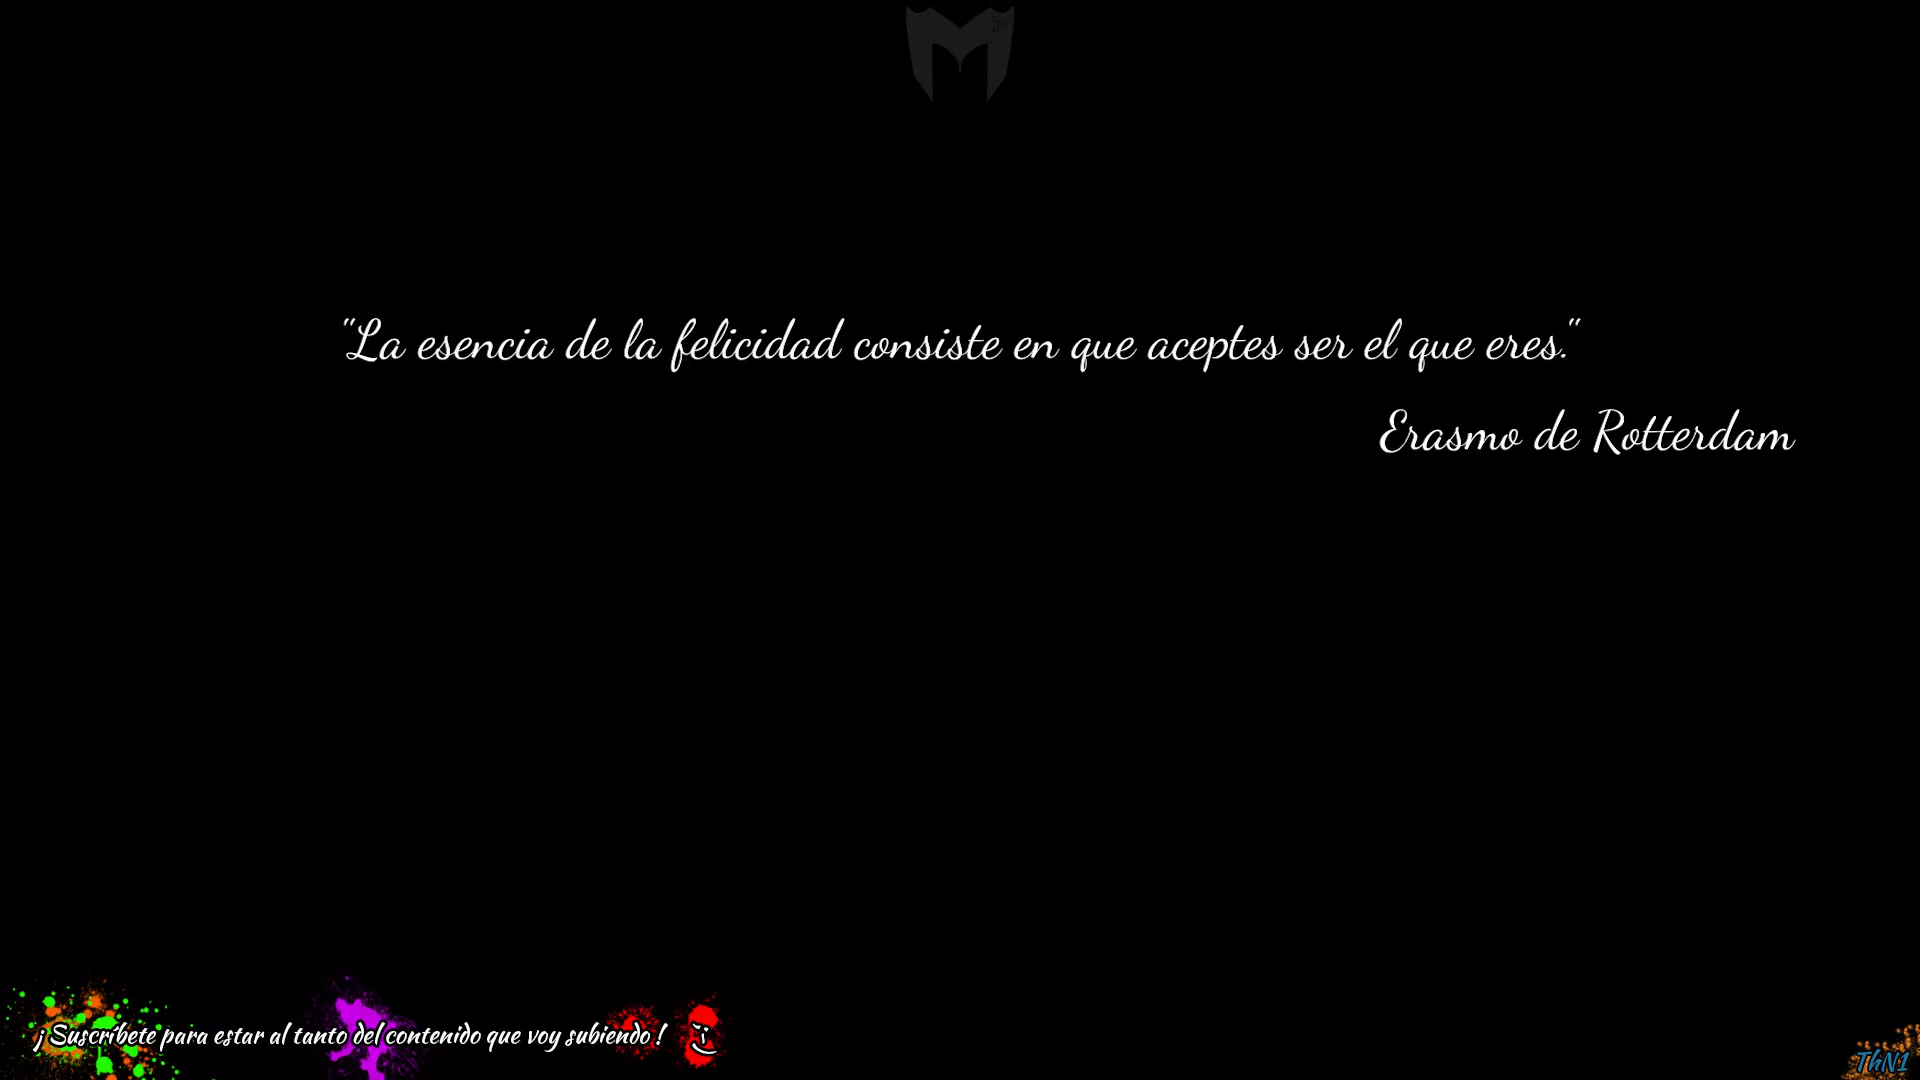 "La esencia de la felicidad consiste en que aceptes ser el que eres."
Erasmo de Rotterdam
¡Suscríbete para estar al tanto del contenido que voy subiendo!
ThN1